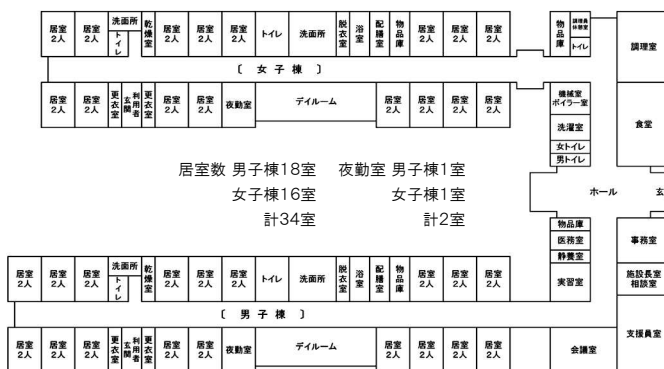 居室2人 居室2人 洗面所 トイレ 乾燥室 居室2人 居室2人 居室2人 トイレ 洗面所 脱衣室 浴室 配膳室 物品庫 居室2人 居室2人 居室2人 物品庫 調理員休憩室 トイレ 調理室
〔 女 子 棟 〕
居室2人 居室2人 更衣室 利用者玄関 更衣室 居室2人 居室2人 夜勤室 デイルーム 居室2人 居室2人 居室2人 居室2人 機械室ボイラー室 食堂
洗濯室
女トイレ
男トイレ
居室数 男子棟18室 夜勤室 男子棟1室
女子棟16室 女子棟1室
計34室 計2室
ホール 玄
物品庫
医務室 事務室
静養室
居室2人 居室2人 居室2人 洗面所 トイレ 乾燥室 居室2人 居室2人 居室2人 トイレ 洗面所 脱衣室 浴室 配膳室 物品庫 居室2人 居室2人 居室2人 実習室 施設長室相談室
〔 男 子 棟 〕
居室2人 居室2人 居室2人 更衣室 利用者玄関 更衣室 居室2人 居室2人 夜勤室 デイルーム 居室2人 居室2人 居室2人 居室2人 会議室 支援員室